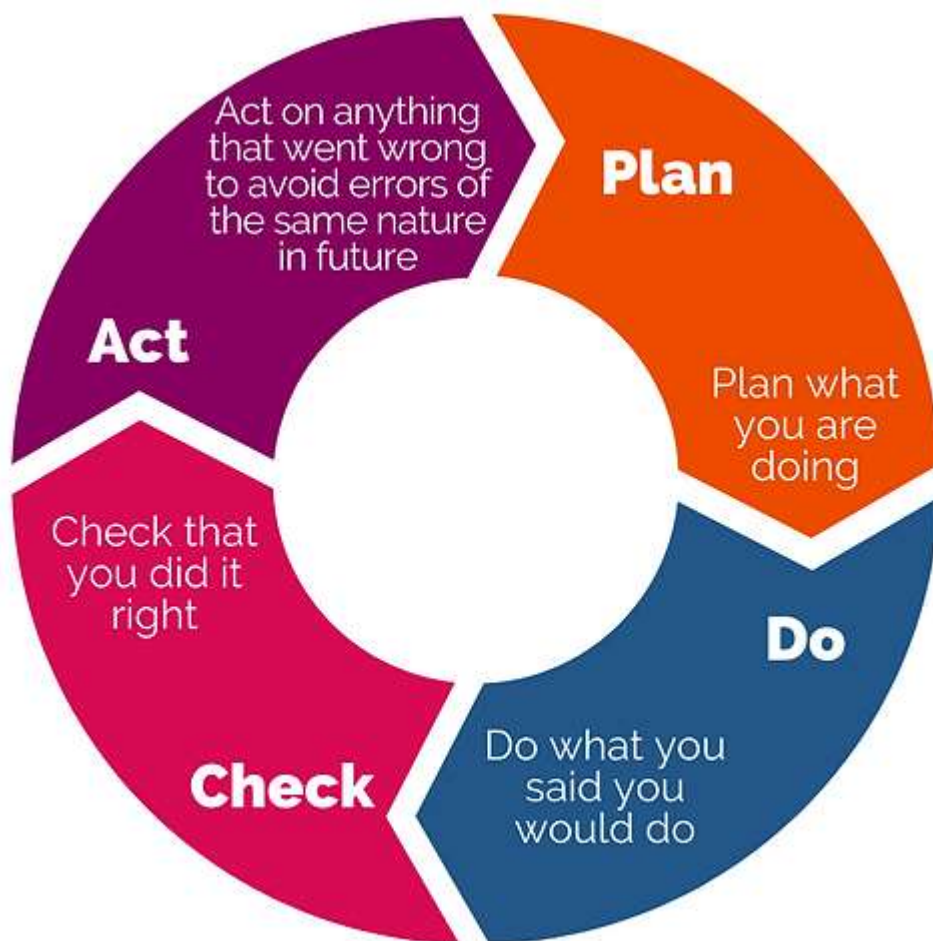 Plan
Plan what
you are
doing
Do
Do what you
said you
would do
Check
Check that
you did it
right
Act
Act on anything
that went wrong
to avoid errors of
the same nature
in future